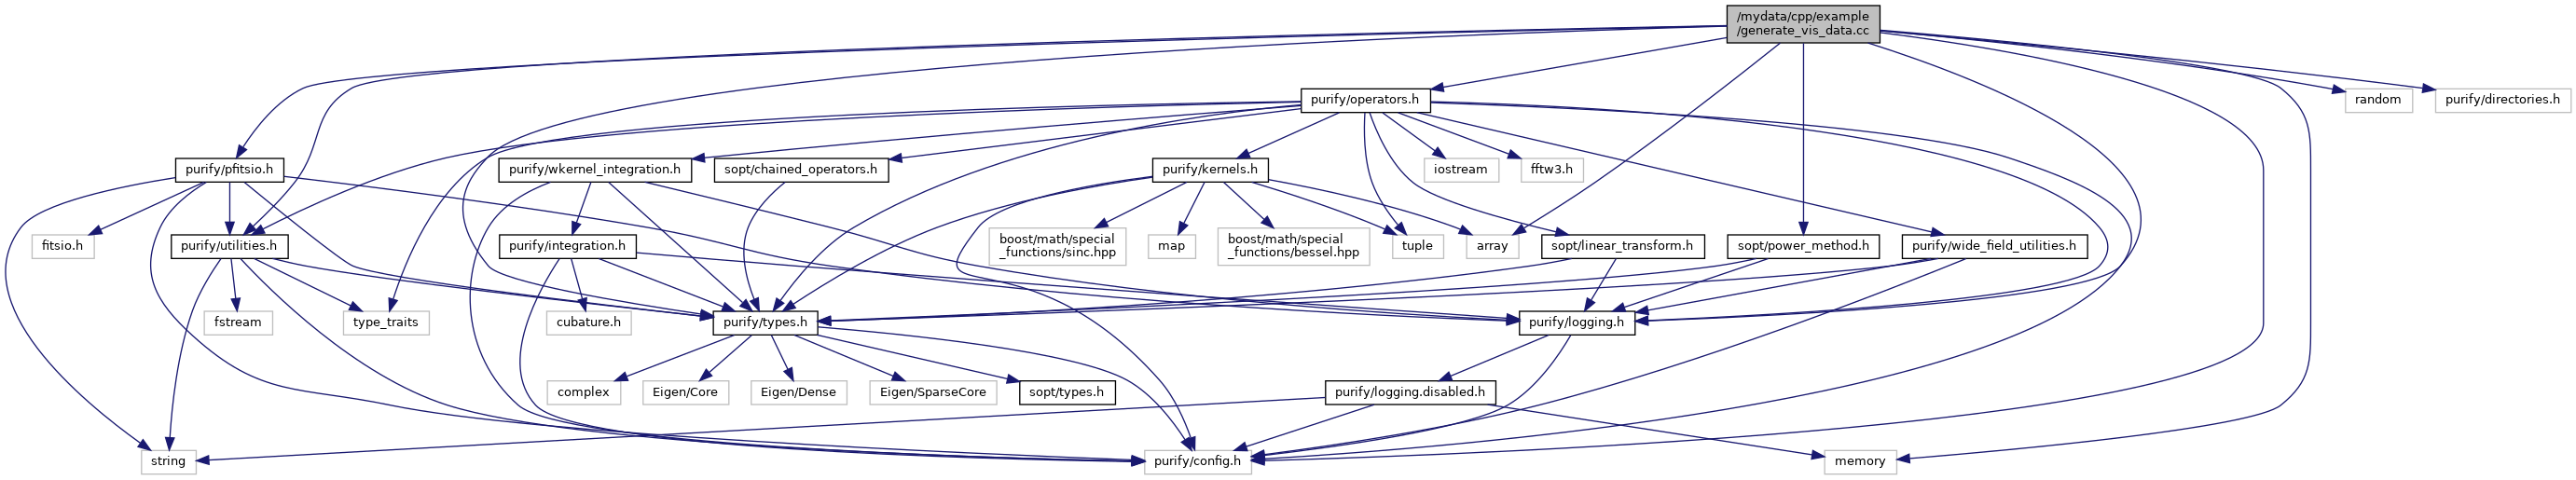 /mydata/cpp/example
/generate_vis_data.cc
purify/operators.h
random
purify/directories.h
purify/pfitsio.h
purify/wkernel_integration.h
sopt/chained_operators.h
purify/kernels.h
iostream
fftw3.h
fitsio.h
purify/utilities.h
purify/integration.h
boost/math/special
_functions/sinc.hpp
map
boost/math/special
_functions/bessel.hpp
tuple
array
sopt/linear_transform.h
sopt/power_method.h
purify/wide_field_utilities.h
fstream
type_traits
cubature.h
purify/types.h
purify/logging.h
complex
Eigen/Core
Eigen/Dense
Eigen/SparseCore
sopt/types.h
purify/logging.disabled.h
string
purify/config.h
memory